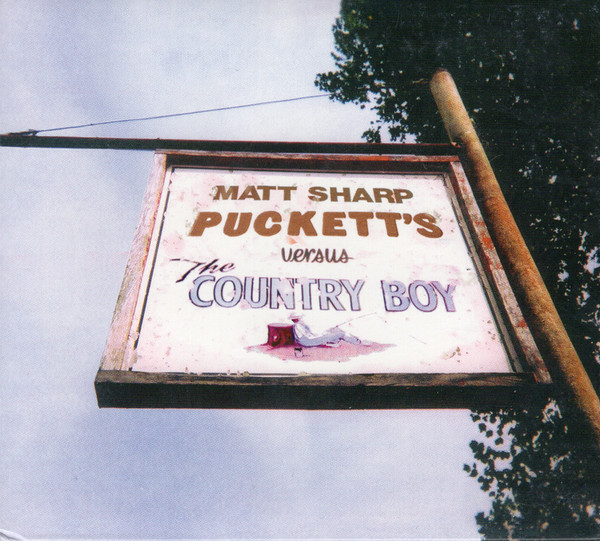 MATT SHARP
PUCKETT'S
versus
The
COUNTRY BOY